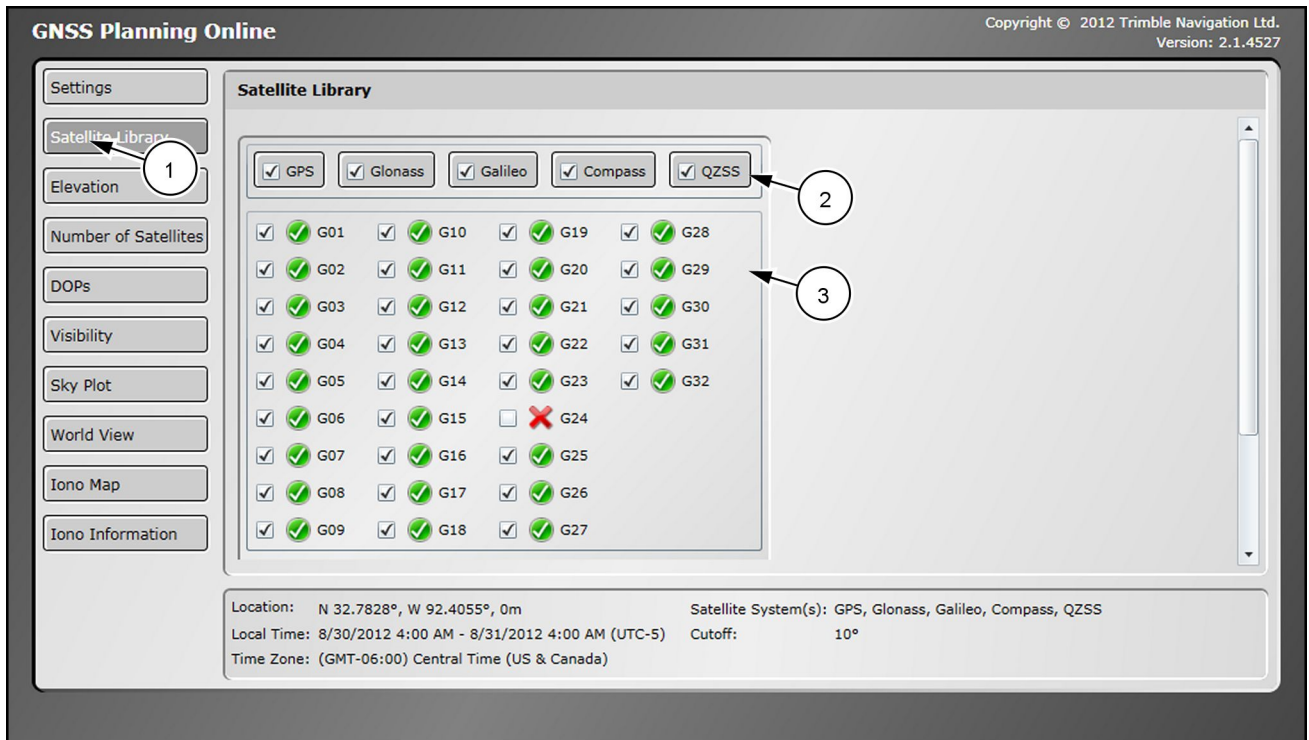 GNSS Planning Online
Copyright © 2012 Trimble Navigation Ltd.
Version: 2.1.4527
Settings
Satellite Library
Elevation
Number of Satellites
DOPs
Visibility
Sky Plot
World View
Iono Map
Iono Information
1
Satellite Library
GPS Glonass Galileo Compass QZSS
2
G01 G10 G19 G28
G02 G11 G20 G29
3
G03 G12 G21 G30
G04 G13 G22 G31
G05 G14 G23 G32
G06 G15 G24
G07 G16 G25
G08 G17 G26
G09 G18 G27
Location: N 32.7828°, W 92.4055°, 0m Satellite System(s): GPS, Glonass, Galileo, Compass, QZSS
Local Time: 8/30/2012 4:00 AM - 8/31/2012 4:00 AM (UTC-5) Cutoff: 10°
Time Zone: (GMT-06:00) Central Time (US & Canada)